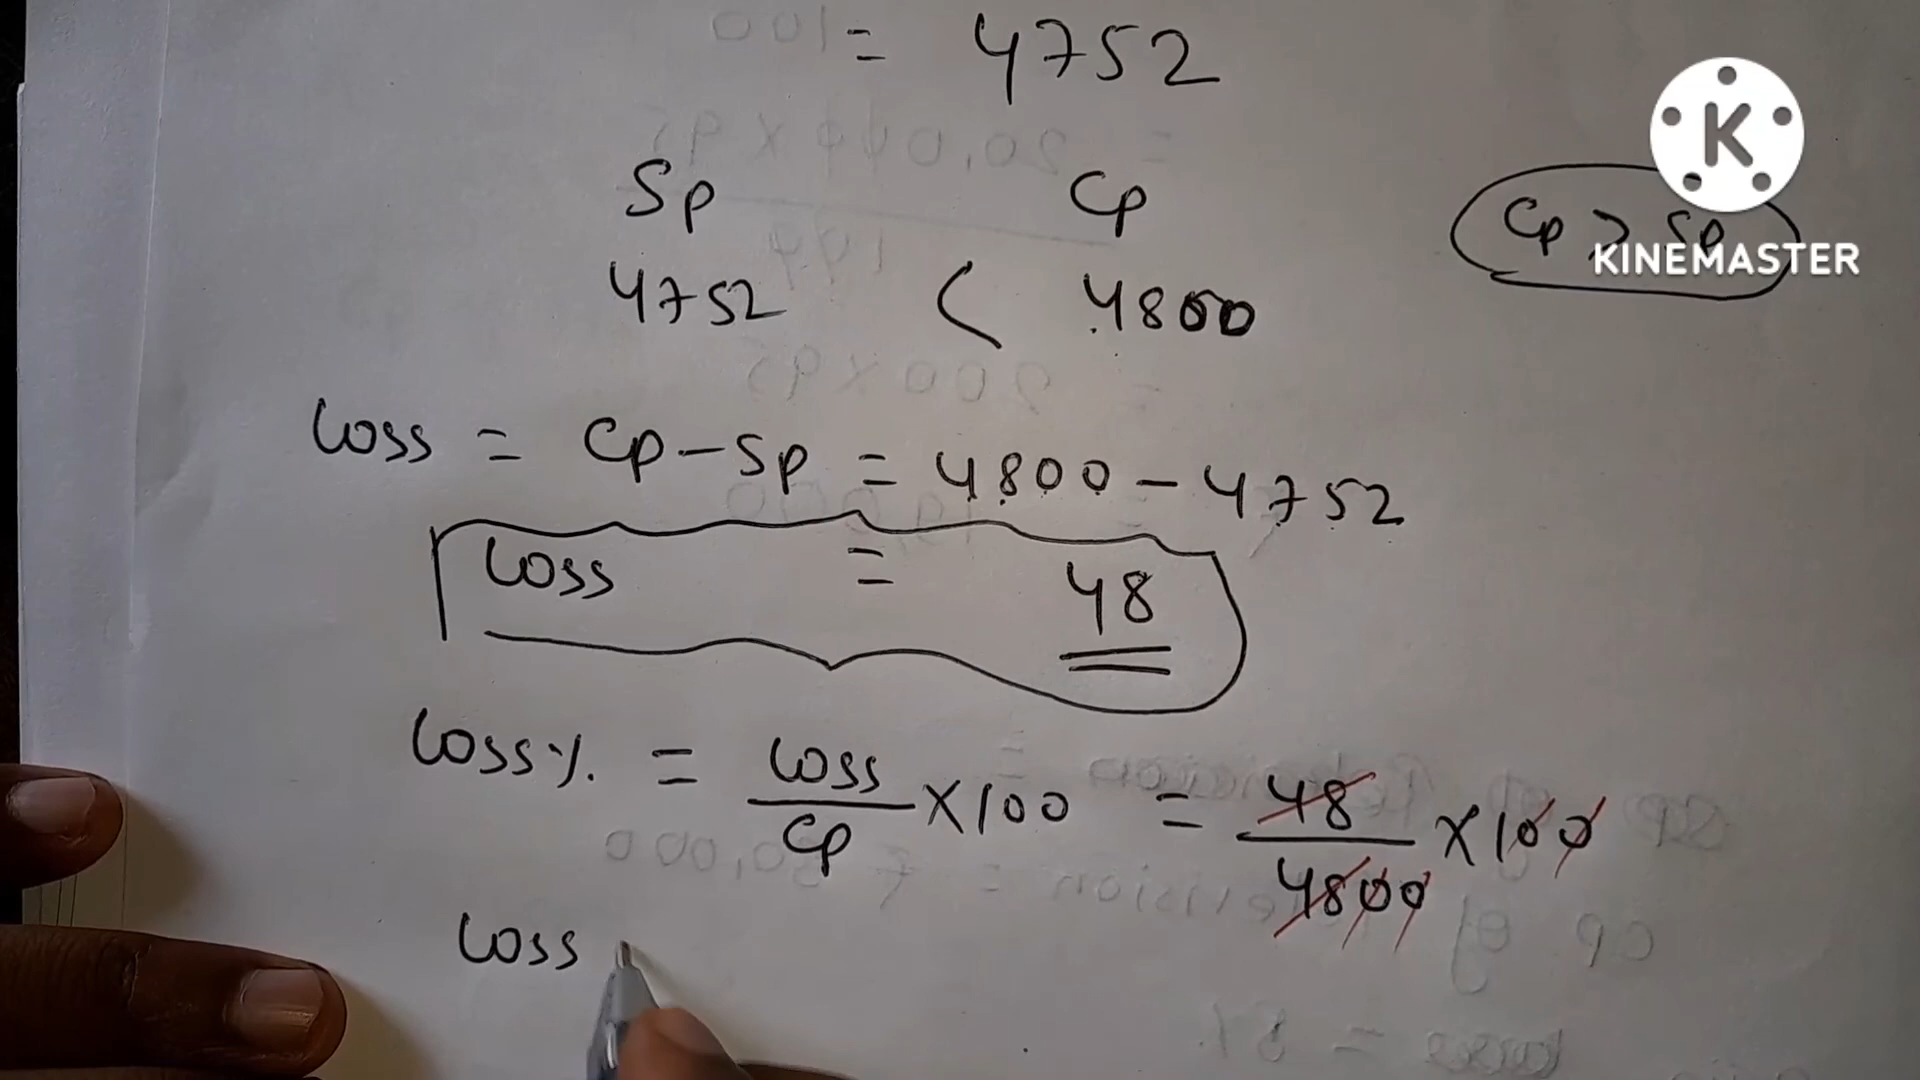 = 4752
Sp Cp
Cp > Sp
4752 < 4800
Loss = Cp - Sp = 4800 - 4752
Loss = 48
Loss%. = Loss/Cp X 100 = 48/4800 X 100
Loss
K
KINEMASTER